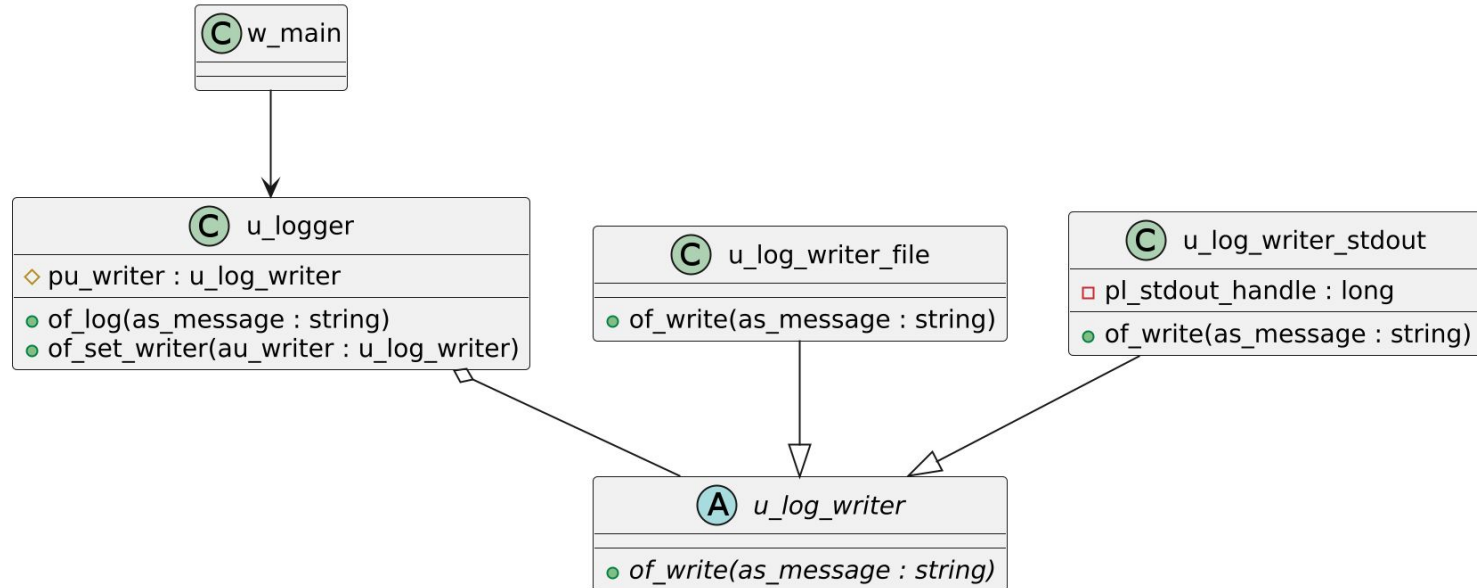 C w_main
C u_logger
pu_writer : u_log_writer
of_log(as_message : string)
of_set_writer(au_writer : u_log_writer)
C u_log_writer_file
of_write(as_message : string)
C u_log_writer_stdout
pl_stdout_handle : long
of_write(as_message : string)
A u_log_writer
of_write(as_message : string)